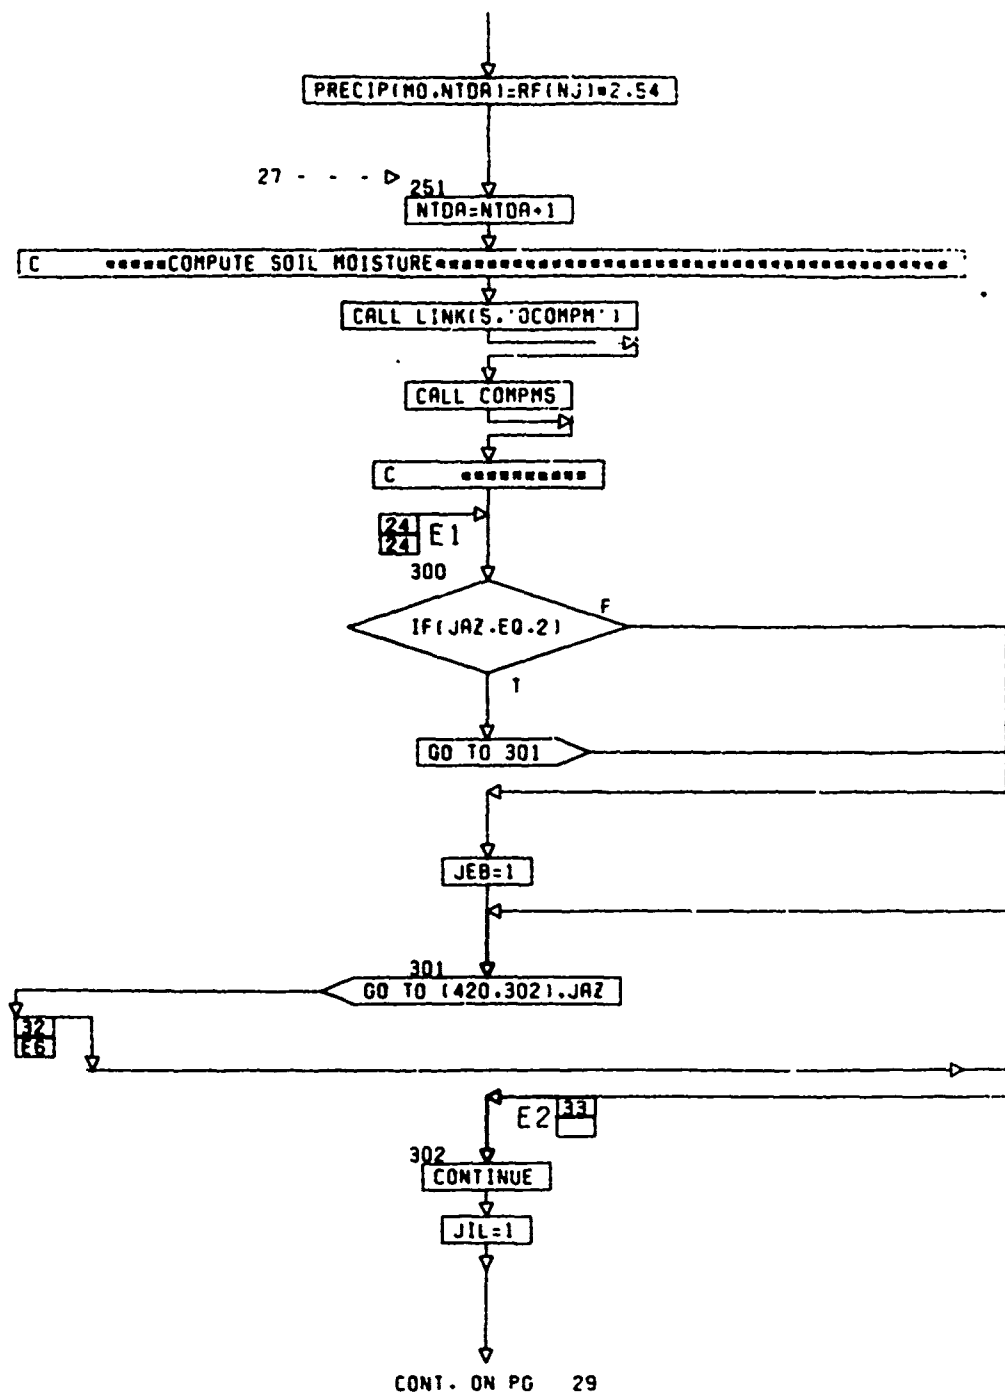 PRECIP(MO.NTDA)=RF(NJ)*2.54
27 - - - ▷
251
NTDA=NTDA+1
C *****COMPUTE SOIL MOISTURE****************************************
CALL LINK(5.'OCOMPM')
CALL COMPMS
C **********
24
24
E1
300
IF(JAZ.EQ.2)
F
T
GO TO 301
JEB=1
301
GO TO (420.302).JAZ
32
E6
E2
33
302
CONTINUE
JIL=1
CONT. ON PG 29